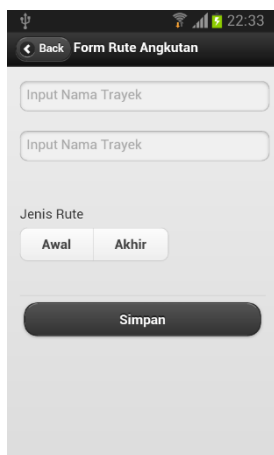 22:33
Back Form Rute Angkutan
Input Nama Trayek
Input Nama Trayek
Jenis Rute
Awal Akhir
Simpan